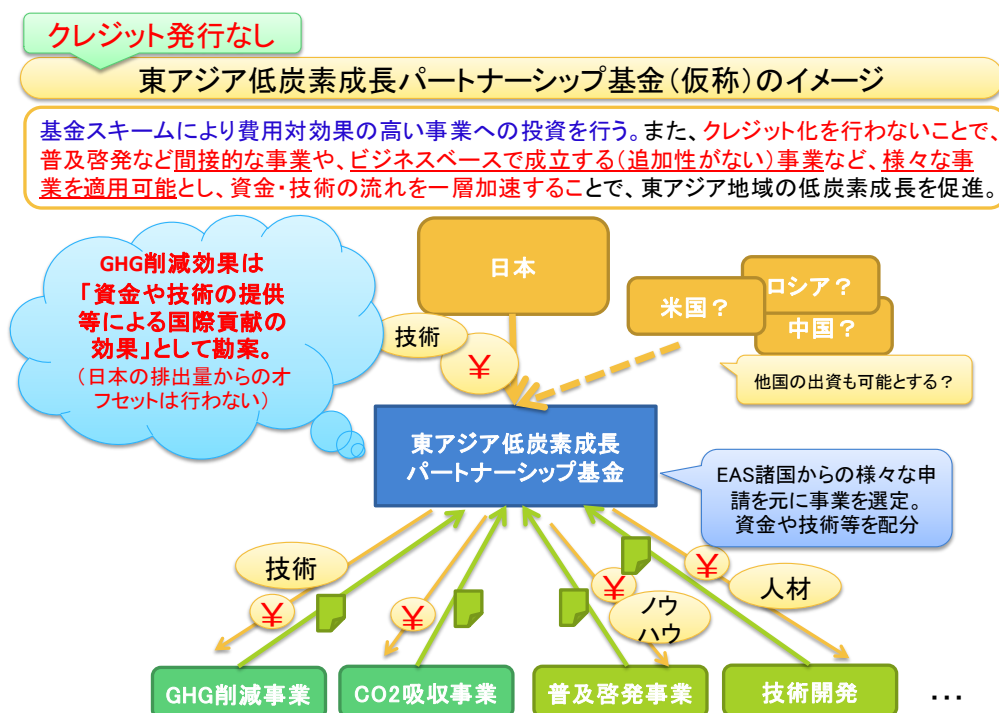 クレジット発行なし
東アジア低炭素成長パートナーシップ基金(仮称)のイメージ
基金スキームにより費用対効果の高い事業への投資を行う。また、クレジット化を行わないことで、
普及啓発など間接的な事業や、ビジネスベースで成立する(追加性がない)事業など、様々な事
業を適用可能とし、資金・技術の流れを一層加速することで、東アジア地域の低炭素成長を促進。
GHG削減効果は
「資金や技術の提供
等による国際貢献の
効果」として勘案。
(日本の排出量からのオ
フセットは行わない)
日本
米国?
ロシア?
中国?
技術
¥
他国の出資も可能とする?
東アジア低炭素成長
パートナーシップ基金
EAS諸国からの様々な申
請を元に事業を選定。
資金や技術等を配分
技術
¥
¥
¥
ノウ
ハウ
¥
人材
GHG削減事業
CO2吸収事業
普及啓発事業
技術開発
…